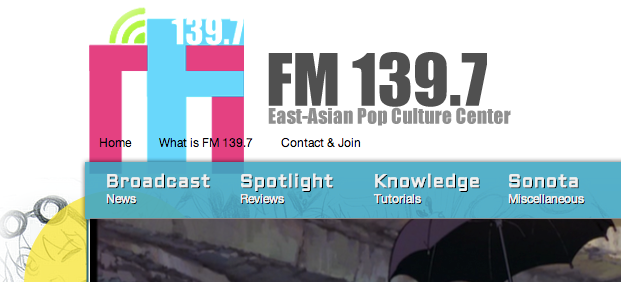 139.7
FM 139.7
East-Asian Pop Culture Center
Home What is FM 139.7 Contact & Join
Broadcast Spotlight Knowledge Sonota
News Reviews Tutorials Miscellaneous